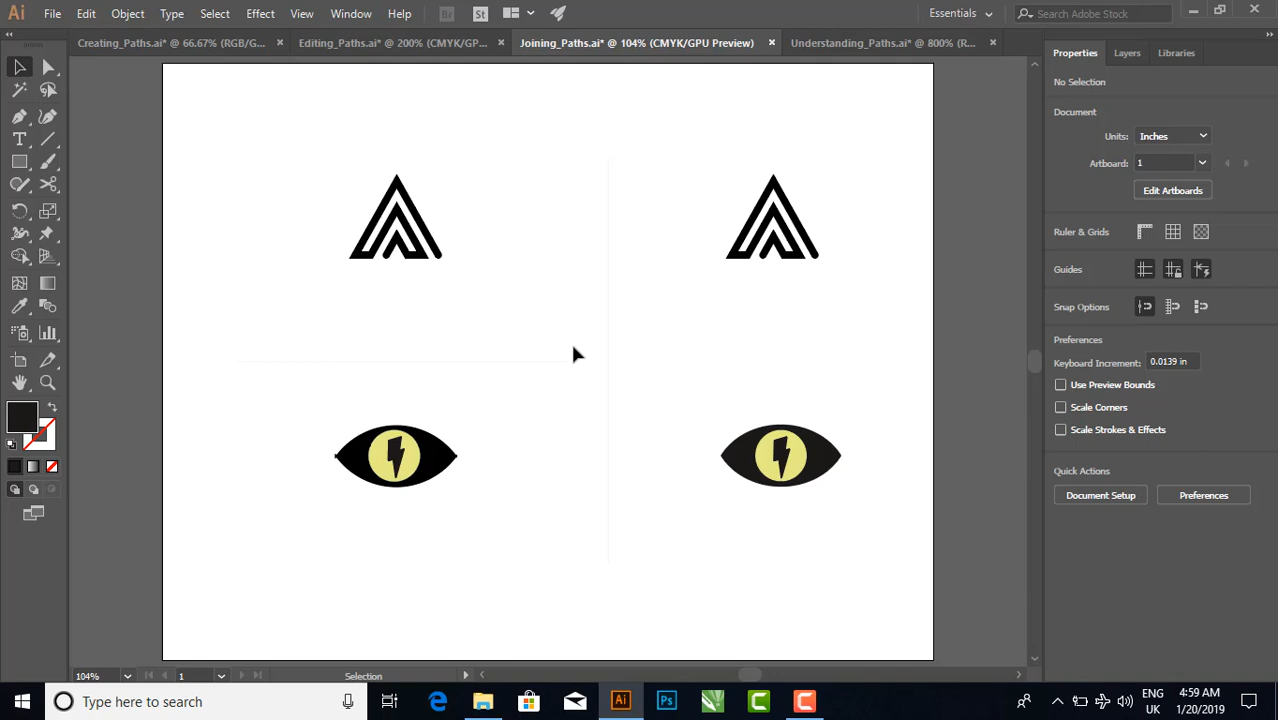 Ai File Edit Object Type Select Effect View Window Help Br St Essentials Search Adobe Stock
Creating_Paths.ai* @ 66.67% (RGB/G... Editing_Paths.ai* @ 200% (CMYK/GP... Joining_Paths.ai* @ 104% (CMYK/GPU Preview) Understanding_Paths.ai* @ 800% (R...
Properties Layers Libraries
No Selection
Document
Units: Inches
Artboard: 1
Edit Artboards
Ruler & Grids
Guides
Snap Options
Preferences
Keyboard Increment: 0.0139 in
Use Preview Bounds
Scale Corners
Scale Strokes & Effects
Quick Actions
Document Setup Preferences
104% 1 Selection
Type here to search Ai Ps ENG 4:59 AM
UK 1/20/2019